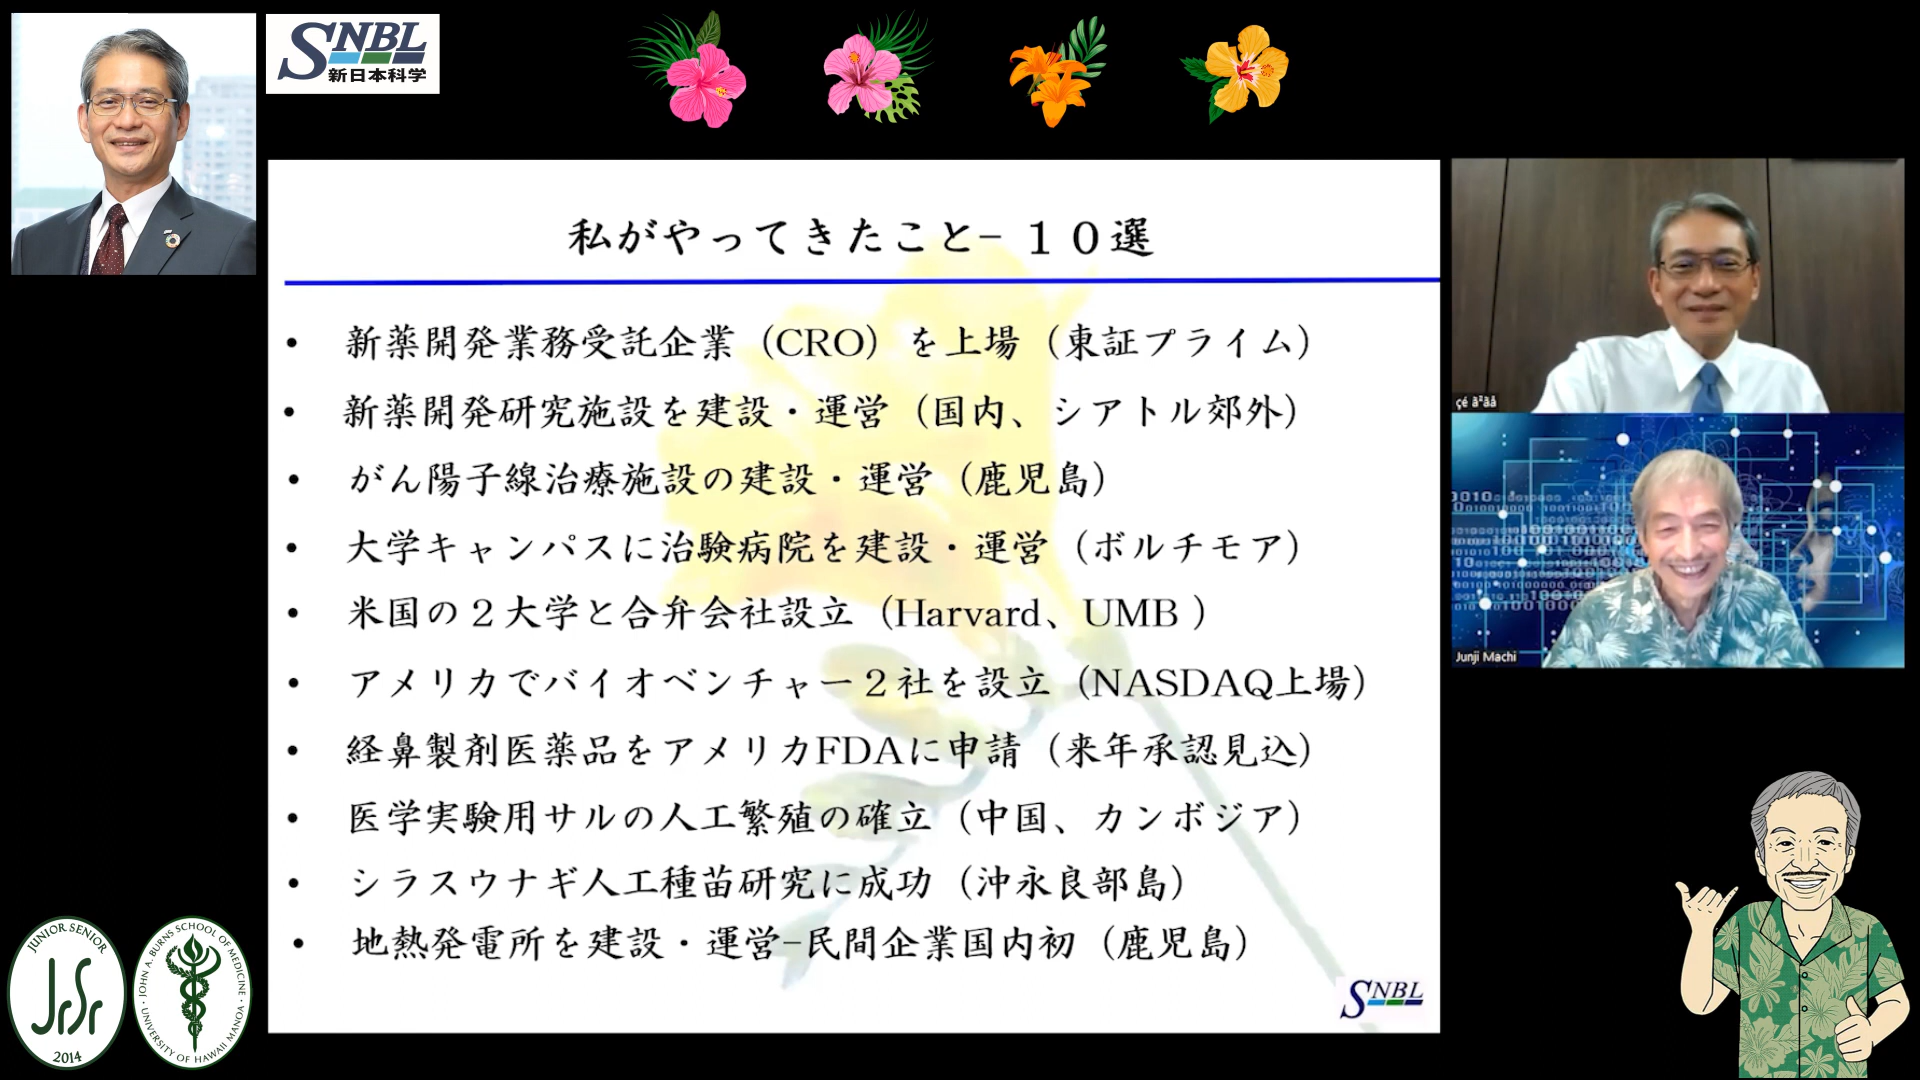 SNBL
新日本科学
私がやってきたこと−１０選
• 新薬開発業務受託企業（CRO）を上場（東証プライム）
• 新薬開発研究施設を建設・運営（国内、シアトル郊外）
• がん陽子線治療施設の建設・運営（鹿児島）
• 大学キャンパスに治験病院を建設・運営（ボルチモア）
• 米国の２大学と合弁会社設立（Harvard、UMB ）
• アメリカでバイオベンチャー２社を設立（NASDAQ上場）
• 経鼻製剤医薬品をアメリカFDAに申請（来年承認見込）
• 医学実験用サルの人工繁殖の確立（中国、カンボジア）
• シラスウナギ人工種苗研究に成功（沖永良部島）
• 地熱発電所を建設・運営−民間企業国内初（鹿児島）
SNBL
çé ã²ãå
Junji Machi
JUNIOR SENIOR
JrSr
2014
JOHN A. BURNS SCHOOL OF MEDICINE
UNIVERSITY OF HAWAII MANOA